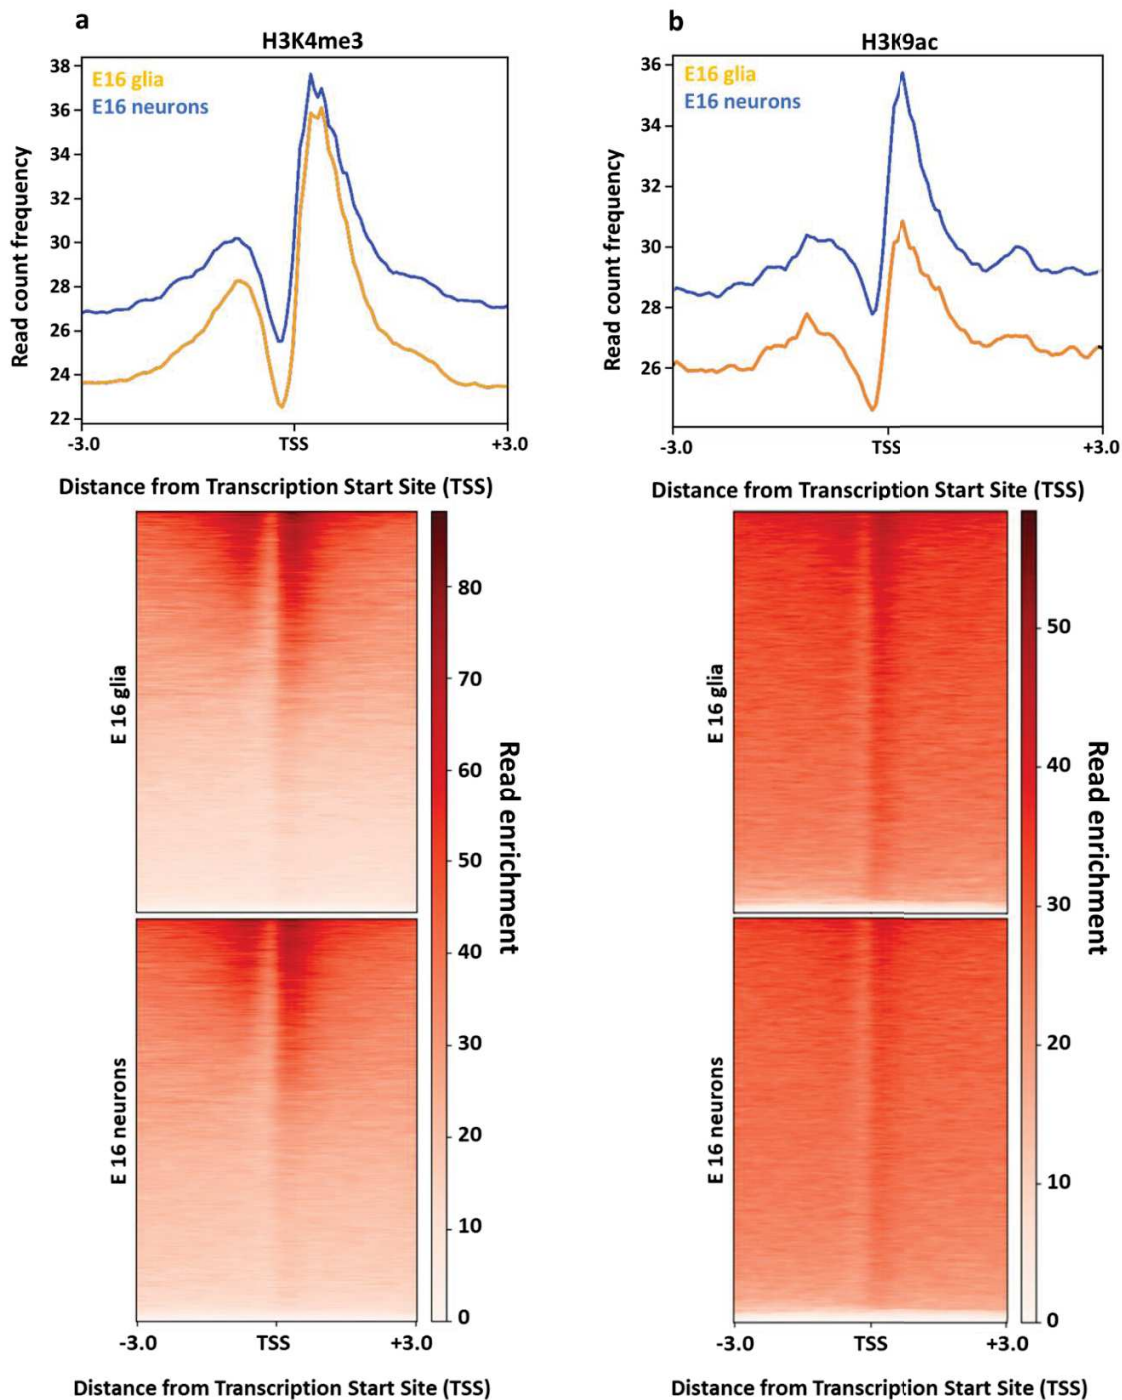 a
H3K4me3
E16 glia
E16 neurons
38
36
34
32
30
28
26
24
22
Read count frequency
-3.0
TSS
+3.0
Distance from Transcription Start Site (TSS)
E 16 glia
E 16 neurons
80
70
60
50
40
30
20
10
0
Read enrichment
-3.0
TSS
+3.0
Distance from Transcription Start Site (TSS)
b
H3K9ac
E16 glia
E16 neurons
36
34
32
30
28
26
Read count frequency
-3.0
TSS
+3.0
Distance from Transcription Start Site (TSS)
E 16 glia
E 16 neurons
50
40
30
20
10
0
Read enrichment
-3.0
TSS
+3.0
Distance from Transcription Start Site (TSS)